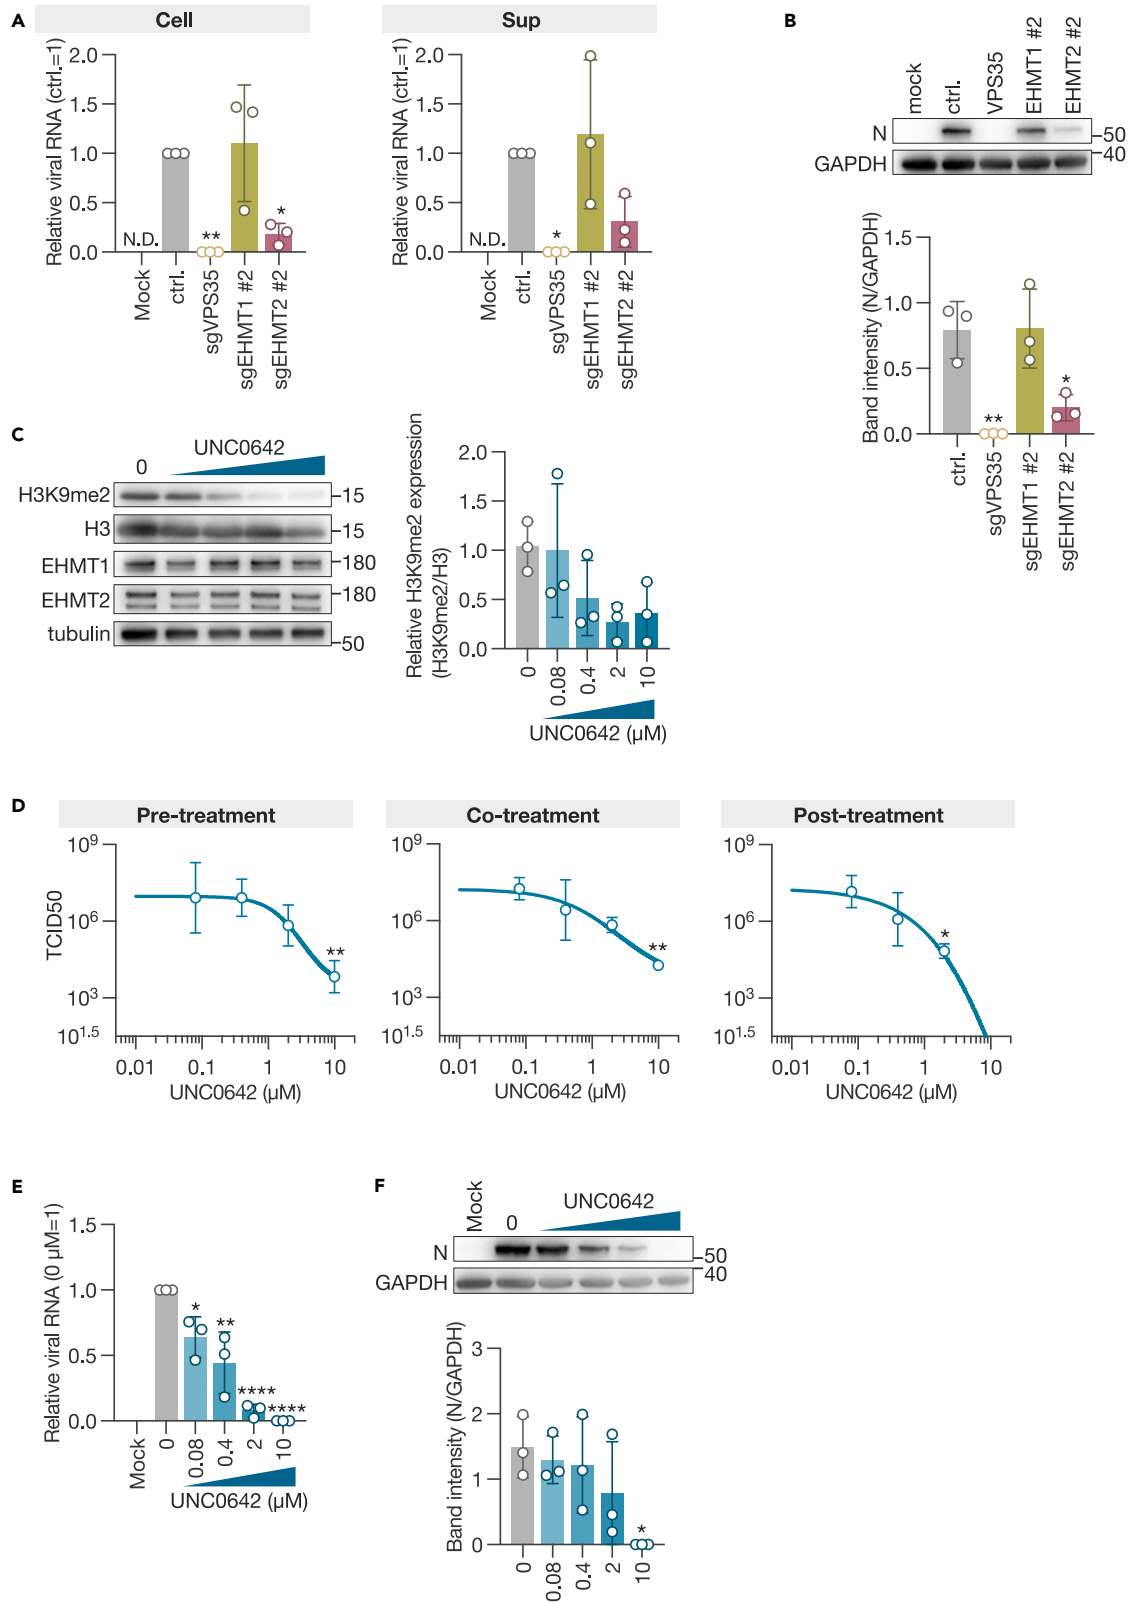 A
Cell
Sup
Relative viral RNA (ctrl.=1)
2.0
1.5
1.0
0.5
0.0
N.D.
**
*
Mock
ctrl.
sgVPS35
sgEHMT1 #2
sgEHMT2 #2
Relative viral RNA (ctrl.=1)
2.0
1.5
1.0
0.5
0.0
N.D.
*
Mock
ctrl.
sgVPS35
sgEHMT1 #2
sgEHMT2 #2
B
mock
ctrl.
VPS35
EHMT1 #2
EHMT2 #2
N
50
GAPDH
40
Band intensity (N/GAPDH)
1.5
1.0
0.5
0.0
**
*
ctrl.
sgVPS35
sgEHMT1 #2
sgEHMT2 #2
C
UNC0642
0
H3K9me2
15
H3
15
EHMT1
180
EHMT2
180
tubulin
50
Relative H3K9me2 expression
(H3K9me2/H3)
2.0
1.5
1.0
0.5
0.0
0
0.08
0.4
2
10
UNC0642 (µM)
D
Pre-treatment
Co-treatment
Post-treatment
TCID50
10^9
10^6
10^3
10^1.5
**
0.01 0.1 1 10
UNC0642 (µM)
10^9
10^6
10^3
10^1.5
**
0.01 0.1 1 10
UNC0642 (µM)
10^9
10^6
10^3
10^1.5
*
0.01 0.1 1 10
UNC0642 (µM)
E
Relative viral RNA (0 µM=1)
1.5
1.0
0.5
0.0
*
**
****
****
Mock
0
0.08
0.4
2
10
UNC0642 (µM)
F
Mock
0
UNC0642
N
50
GAPDH
40
Band intensity (N/GAPDH)
3
2
1
0
*
0
0.08
0.4
2
10